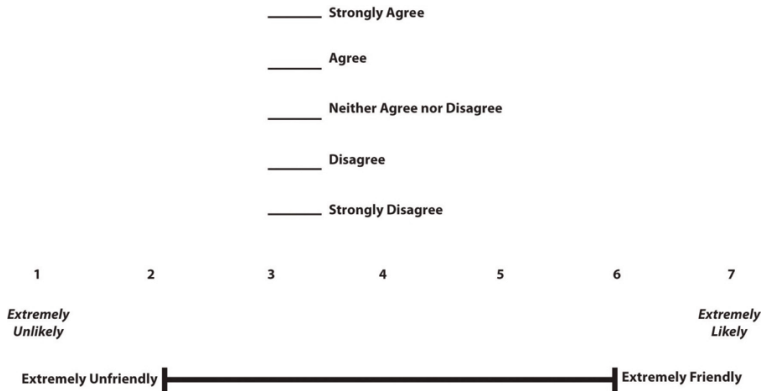 Strongly Agree
Agree
Neither Agree nor Disagree
Disagree
Strongly Disagree
1 2 3 4 5 6 7
Extremely Unlikely
Extremely Likely
Extremely Unfriendly Extremely Friendly